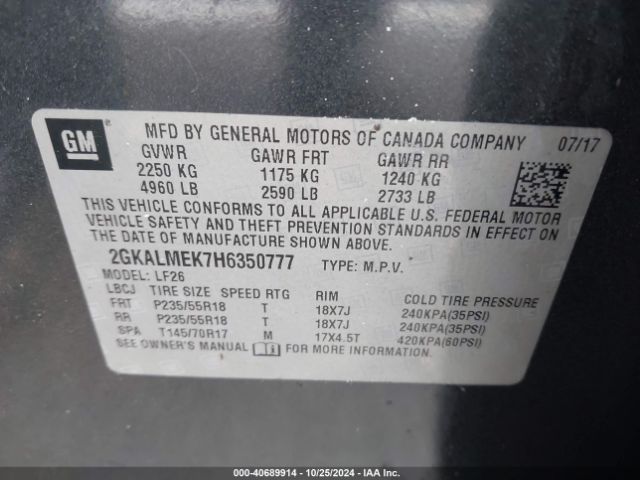 GM
MFD BY GENERAL MOTORS OF CANADA COMPANY 07/17
GVWR GAWR FRT GAWR RR
2250 KG 1175 KG 1240 KG
4960 LB 2590 LB 2733 LB
THIS VEHICLE CONFORMS TO ALL APPLICABLE U.S. FEDERAL MOTOR
VEHICLE SAFETY AND THEFT PREVENTION STANDARDS IN EFFECT ON
THE DATE OF MANUFACTURE SHOWN ABOVE.
2GKALMEK7H6350777 TYPE: M.P.V.
MODEL: LF26
LBCJ TIRE SIZE SPEED RTG RIM COLD TIRE PRESSURE
FRT P235/55R18 T 18X7J 240KPA(35PSI)
RR P235/55R18 T 18X7J 240KPA(35PSI)
SPA T145/70R17 M 17X4.5T 420KPA(60PSI)
SEE OWNER'S MANUAL FOR MORE INFORMATION.
000-40689914 - 10/25/2024 - IAA Inc.